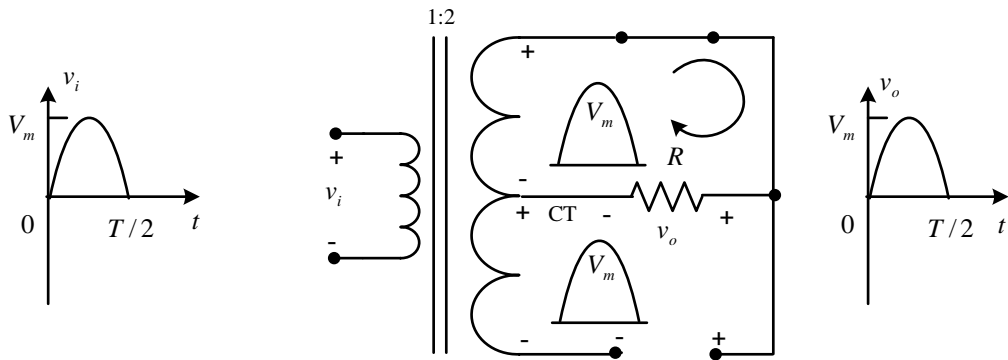 1:2
v_i
V_m
0
T / 2
t
+
v_i
-
+
V_m
-
R
+
CT
-
v_o
+
V_m
-
-
+
v_o
V_m
0
T / 2
t